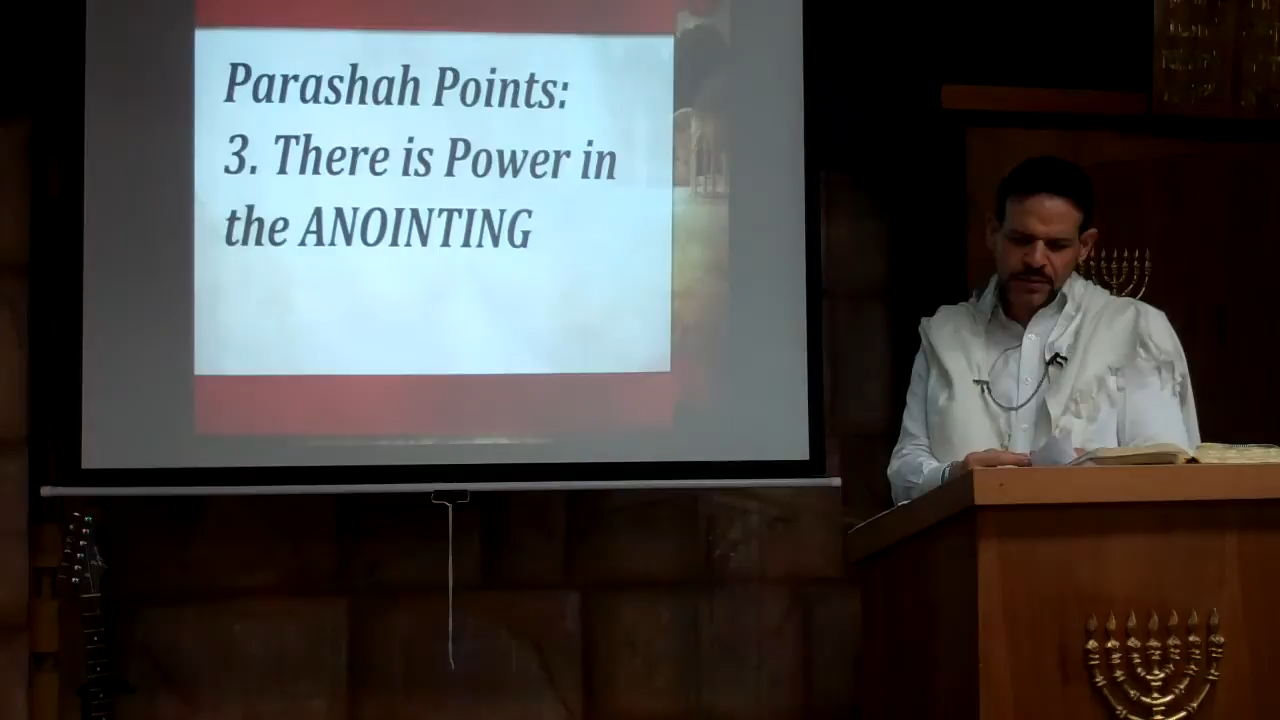 Parashah Points:
3. There is Power in
the ANOINTING